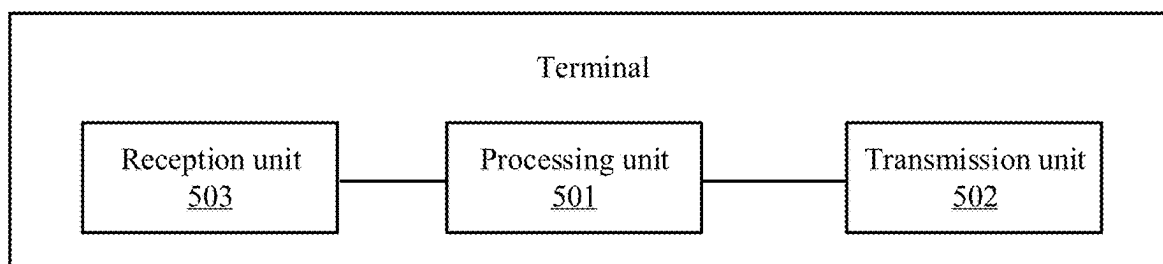 Terminal
Reception unit
503
Processing unit
501
Transmission unit
502